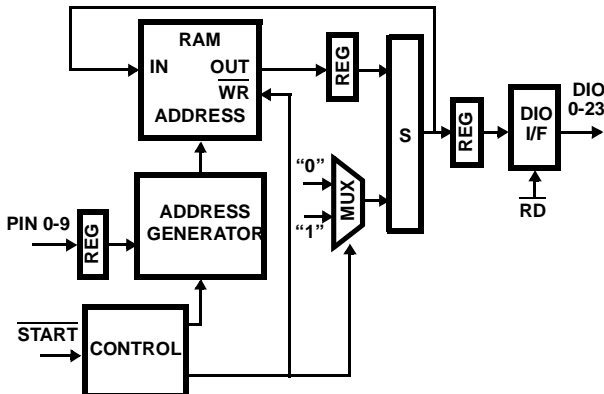 RAM
IN OUT
WR
ADDRESS
REG
S
REG
DIO
I/F
DIO
0-23
RD
"0"
"1"
MUX
PIN 0-9
REG
ADDRESS
GENERATOR
START
CONTROL